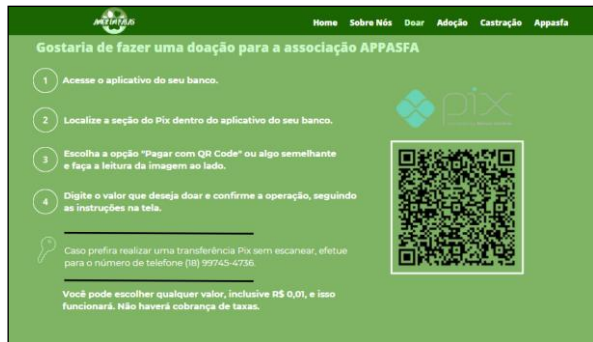 Home Sobre Nós Doar Adoção Castração Appasfa
Gostaria de fazer uma doação para a associação APPASFA
1 Acesse o aplicativo do seu banco.
2 Localize a seção do Pix dentro do aplicativo do seu banco.
3 Escolha a opção "Pagar com QR Code" ou algo semelhante
e faça a leitura da imagem ao lado.
4 Digite o valor que deseja doar e confirme a operação, seguindo
as instruções na tela.
Caso prefira realizar uma transferência Pix sem escanear, efetue
para o número de telefone (18) 99745-4736.
Você pode escolher qualquer valor, inclusive R$ 0,01, e isso
funcionará. Não haverá cobrança de taxas.
pix